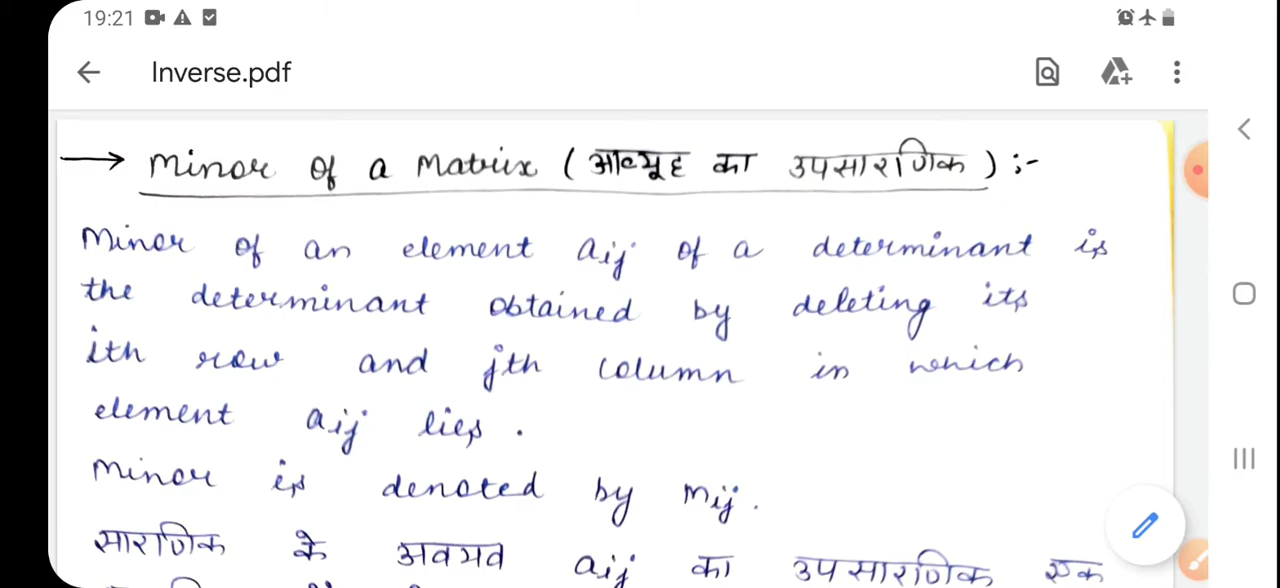 19:21
Inverse.pdf
→ Minor of a Matrix (आव्यूह का उपसारणिक) :-
Minor of an element aij of a determinant is
the determinant obtained by deleting its
ith row and jth column in which
element aij lies.
Minor is denoted by Mij.
सारणिक के अवयव aij का उपसारणिक एक